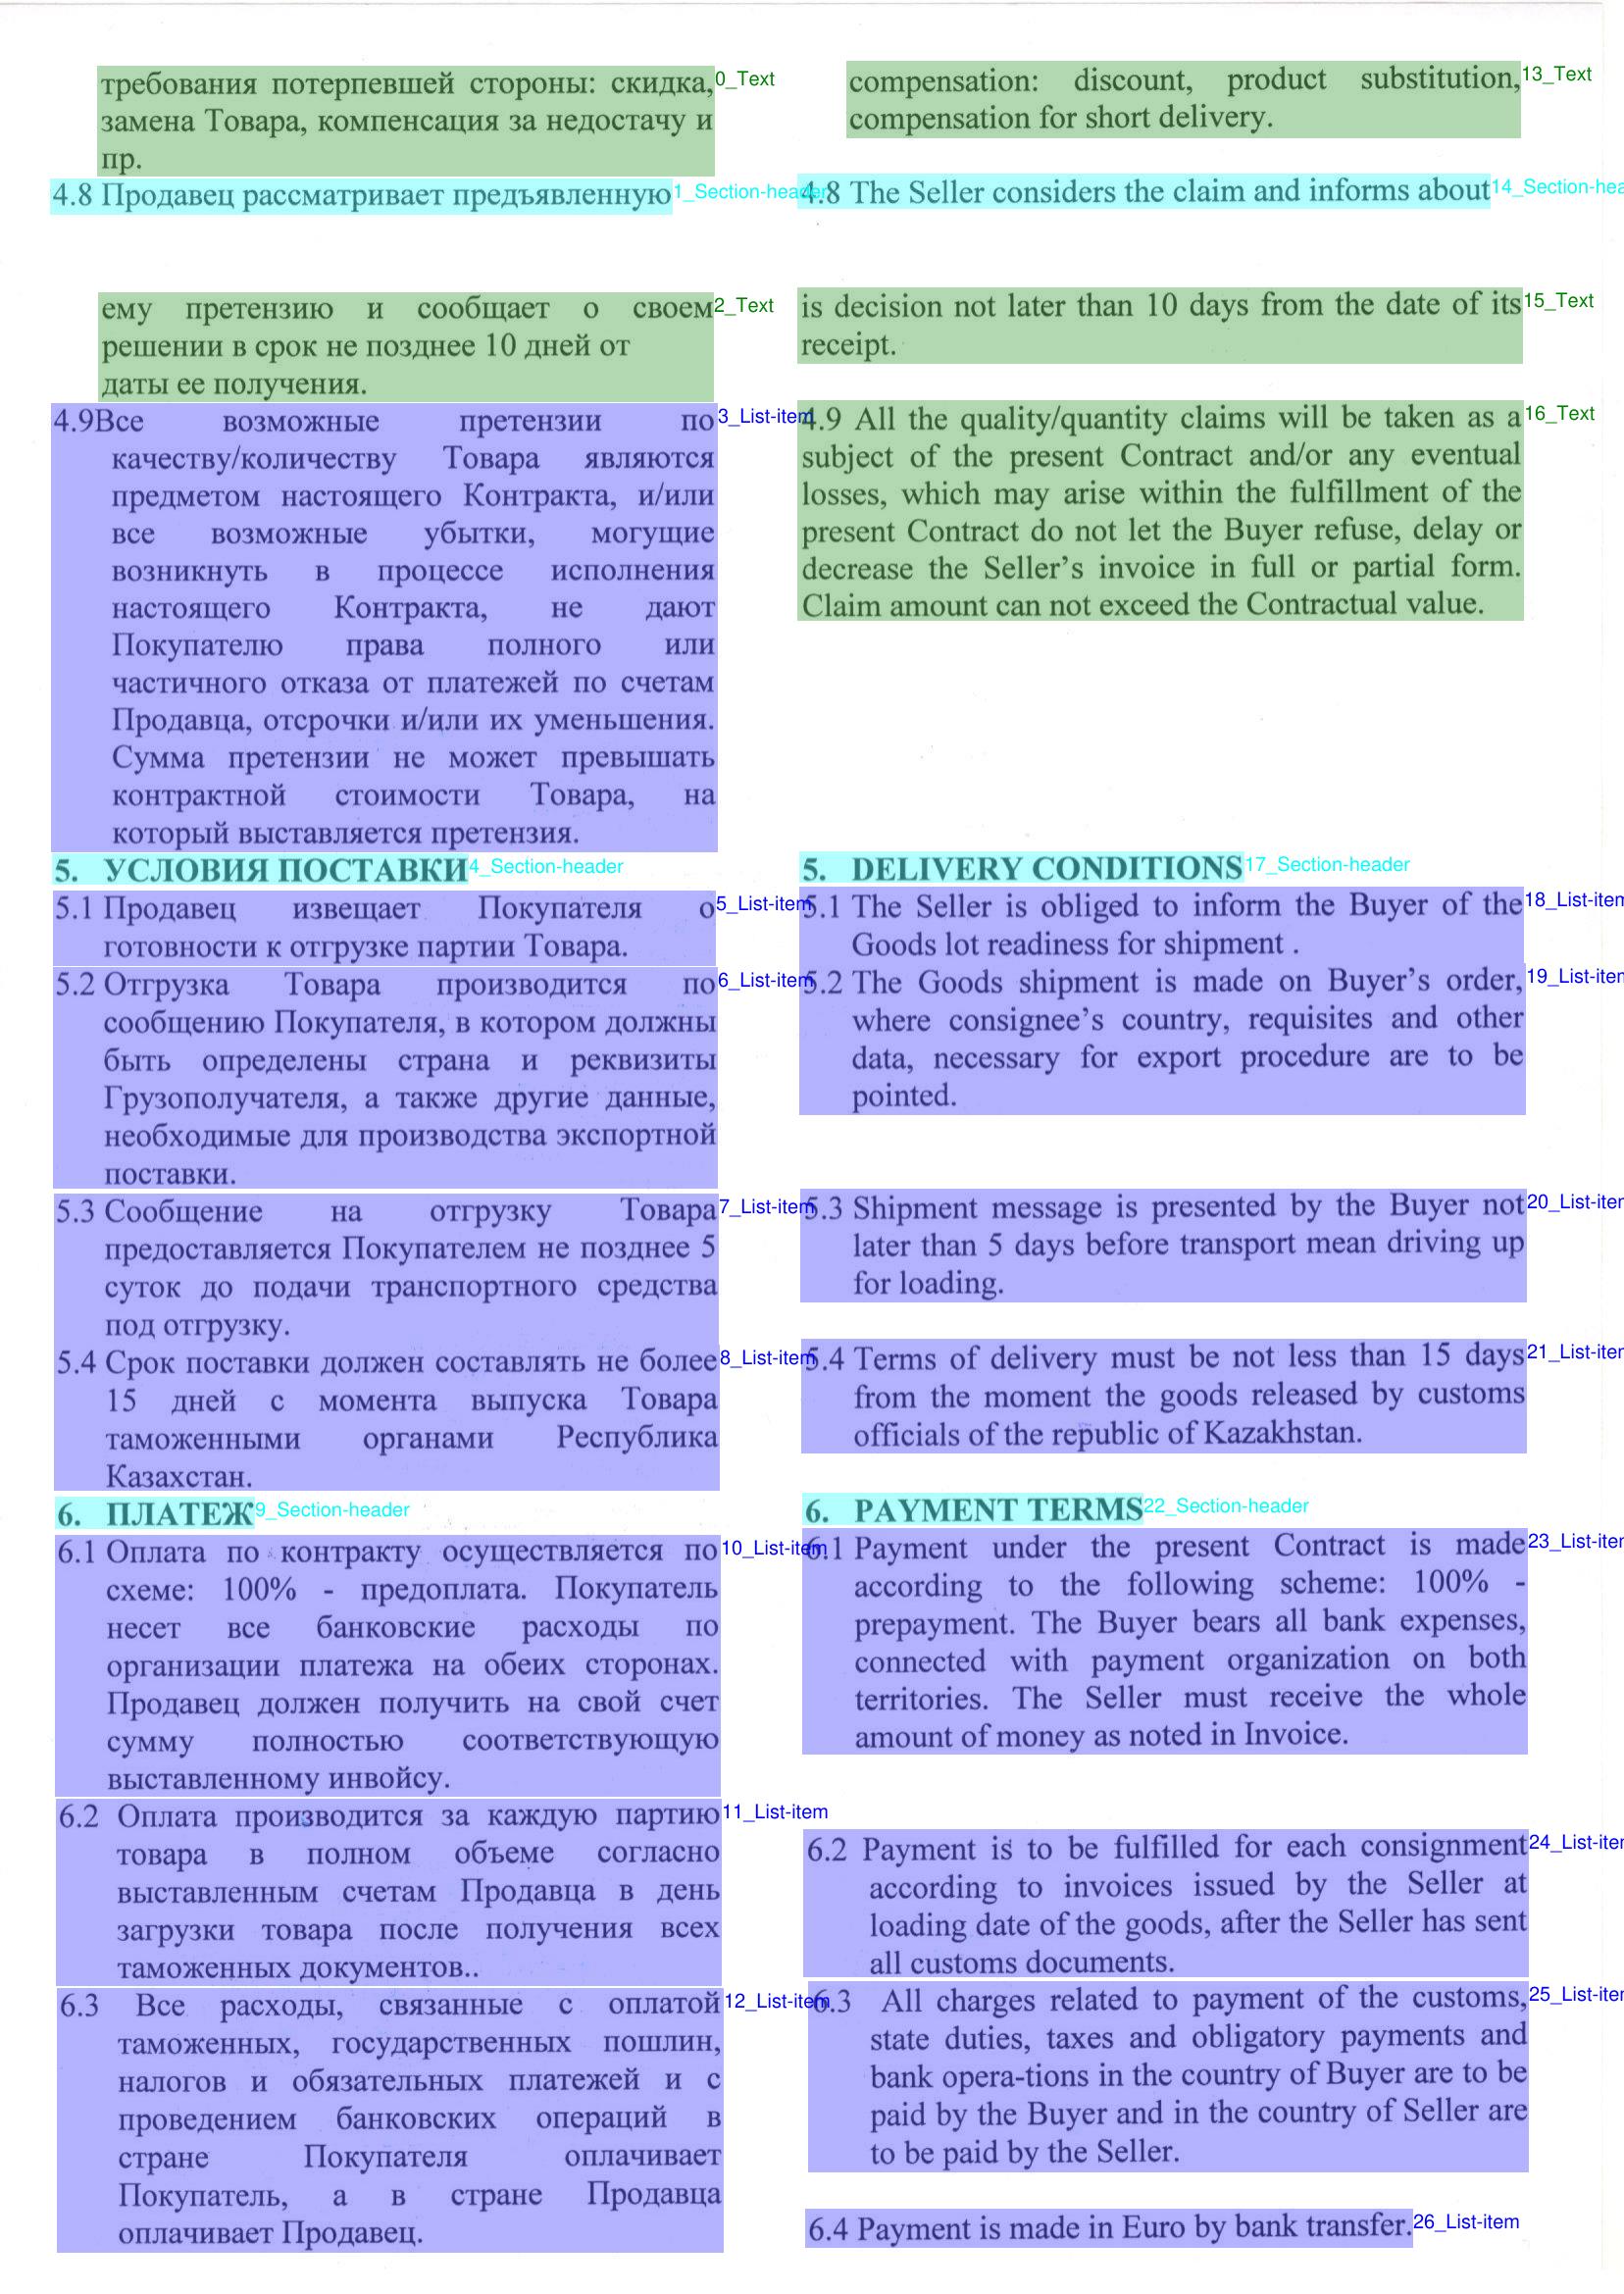 требования потерпевшей стороны: скидка,
замена Товара, компенсация за недостачу и
пр.
4.8 Продавец рассматривает предъявленную
ему претензию и сообщает о своем
решении в срок не позднее 10 дней от
даты ее получения.
4.9Все возможные претензии по
качеству/количеству Товара являются
предметом настоящего Контракта, и/или
все возможные убытки, могущие
возникнуть в процессе исполнения
настоящего Контракта, не дают
Покупателю права полного или
частичного отказа от платежей по счетам
Продавца, отсрочки и/или их уменьшения.
Сумма претензии не может превышать
контрактной стоимости Товара, на
который выставляется претензия.
5. УСЛОВИЯ ПОСТАВКИ
5.1 Продавец извещает Покупателя о
готовности к отгрузке партии Товара.
5.2 Отгрузка Товара производится по
сообщению Покупателя, в котором должны
быть определены страна и реквизиты
Грузополучателя, а также другие данные,
необходимые для производства экспортной
поставки.
5.3 Сообщение на отгрузку Товара
предоставляется Покупателем не позднее 5
суток до подачи транспортного средства
под отгрузку.
5.4 Срок поставки должен составлять не более
15 дней с момента выпуска Товара
таможенными органами Республика
Казахстан.
6. ПЛАТЕЖ
6.1 Оплата по контракту осуществляется по
схеме: 100% - предоплата. Покупатель
несет все банковские расходы по
организации платежа на обеих сторонах.
Продавец должен получить на свой счет
сумму полностью соответствующую
выставленному инвойсу.
6.2 Оплата производится за каждую партию
товара в полном объеме согласно
выставленным счетам Продавца в день
загрузки товара после получения всех
таможенных документов..
6.3 Все расходы, связанные с оплатой
таможенных, государственных пошлин,
налогов и обязательных платежей и с
проведением банковских операций в
стране Покупателя оплачивает
Покупатель, а в стране Продавца
оплачивает Продавец.
compensation: discount, product substitution,
compensation for short delivery.
4.8 The Seller considers the claim and informs about
is decision not later than 10 days from the date of its
receipt.
4.9 All the quality/quantity claims will be taken as a
subject of the present Contract and/or any eventual
losses, which may arise within the fulfillment of the
present Contract do not let the Buyer refuse, delay or
decrease the Seller’s invoice in full or partial form.
Claim amount can not exceed the Contractual value.
5. DELIVERY CONDITIONS
5.1 The Seller is obliged to inform the Buyer of the
Goods lot readiness for shipment .
5.2 The Goods shipment is made on Buyer’s order,
where consignee’s country, requisites and other
data, necessary for export procedure are to be
pointed.
5.3 Shipment message is presented by the Buyer not
later than 5 days before transport mean driving up
for loading.
5.4 Terms of delivery must be not less than 15 days
from the moment the goods released by customs
officials of the republic of Kazakhstan.
6. PAYMENT TERMS
6.1 Payment under the present Contract is made
according to the following scheme: 100% -
prepayment. The Buyer bears all bank expenses,
connected with payment organization on both
territories. The Seller must receive the whole
amount of money as noted in Invoice.
6.2 Payment is to be fulfilled for each consignment
according to invoices issued by the Seller at
loading date of the goods, after the Seller has sent
all customs documents.
6.3 All charges related to payment of the customs,
state duties, taxes and obligatory payments and
bank opera-tions in the country of Buyer are to be
paid by the Buyer and in the country of Seller are
to be paid by the Seller.
6.4 Payment is made in Euro by bank transfer.
0_Text
1_Section-header
2_Text
3_List-item
4_Section-header
5_List-item
6_List-item
7_List-item
8_List-item
9_Section-header
10_List-item
11_List-item
12_List-item
13_Text
14_Section-hea
15_Text
16_Text
17_Section-header
18_List-item
19_List-item
20_List-item
21_List-item
22_Section-header
23_List-item
24_List-item
25_List-item
26_List-item